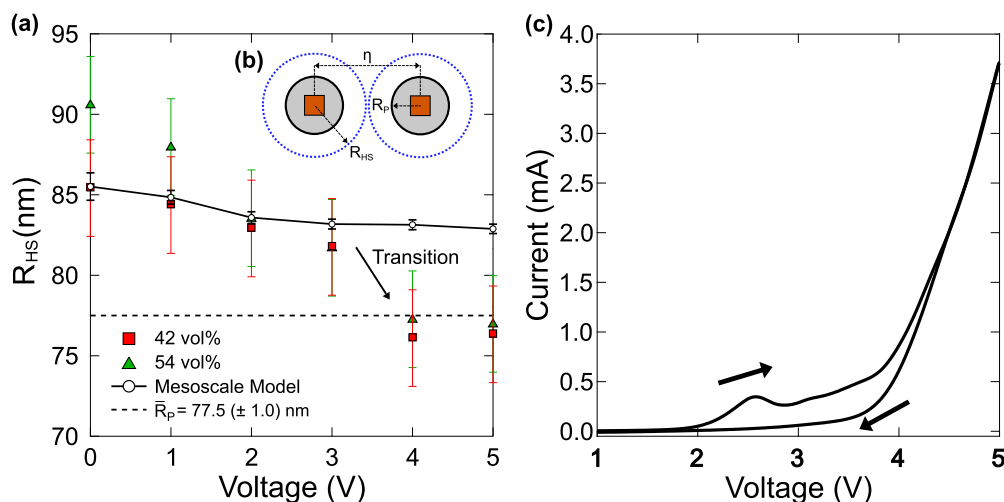 (a)
95
90
85
80
75
70
R_HS(nm)
0
1
2
3
4
5
Voltage (V)
(b)
η
R_P
R_HS
Transition
42 vol%
54 vol%
Mesoscale Model
R̄_P= 77.5 (± 1.0) nm
(c)
4.0
3.5
3.0
2.5
2.0
1.5
1.0
0.5
0.0
Current (mA)
1
2
3
4
5
Voltage (V)